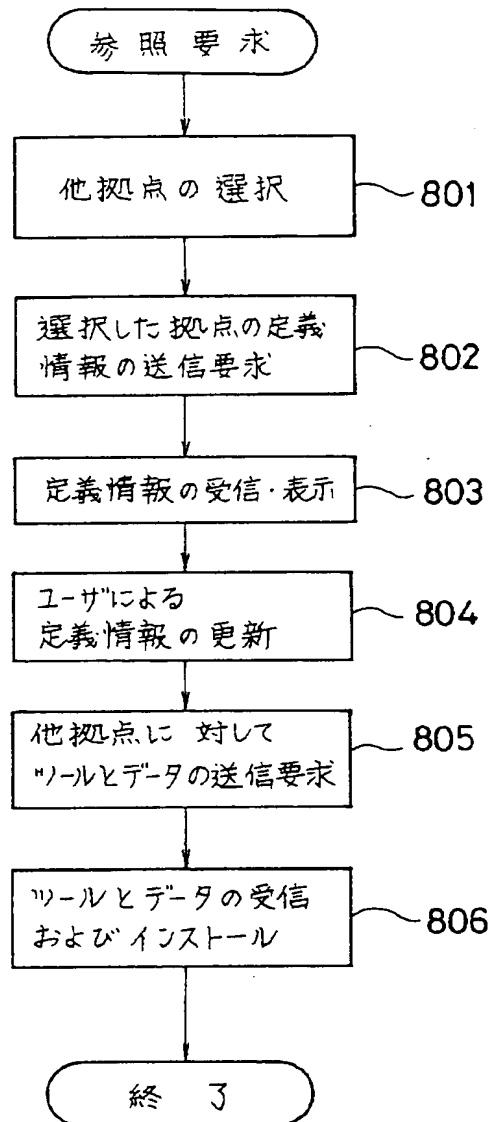 参照要求
他拠点の選択
801
選択した拠点の定義
情報の送信要求
802
定義情報の受信・表示
803
ユーザによる
定義情報の更新
804
他拠点に対して
ツールとデータの送信要求
805
ツールとデータの受信
およびインストール
806
終了